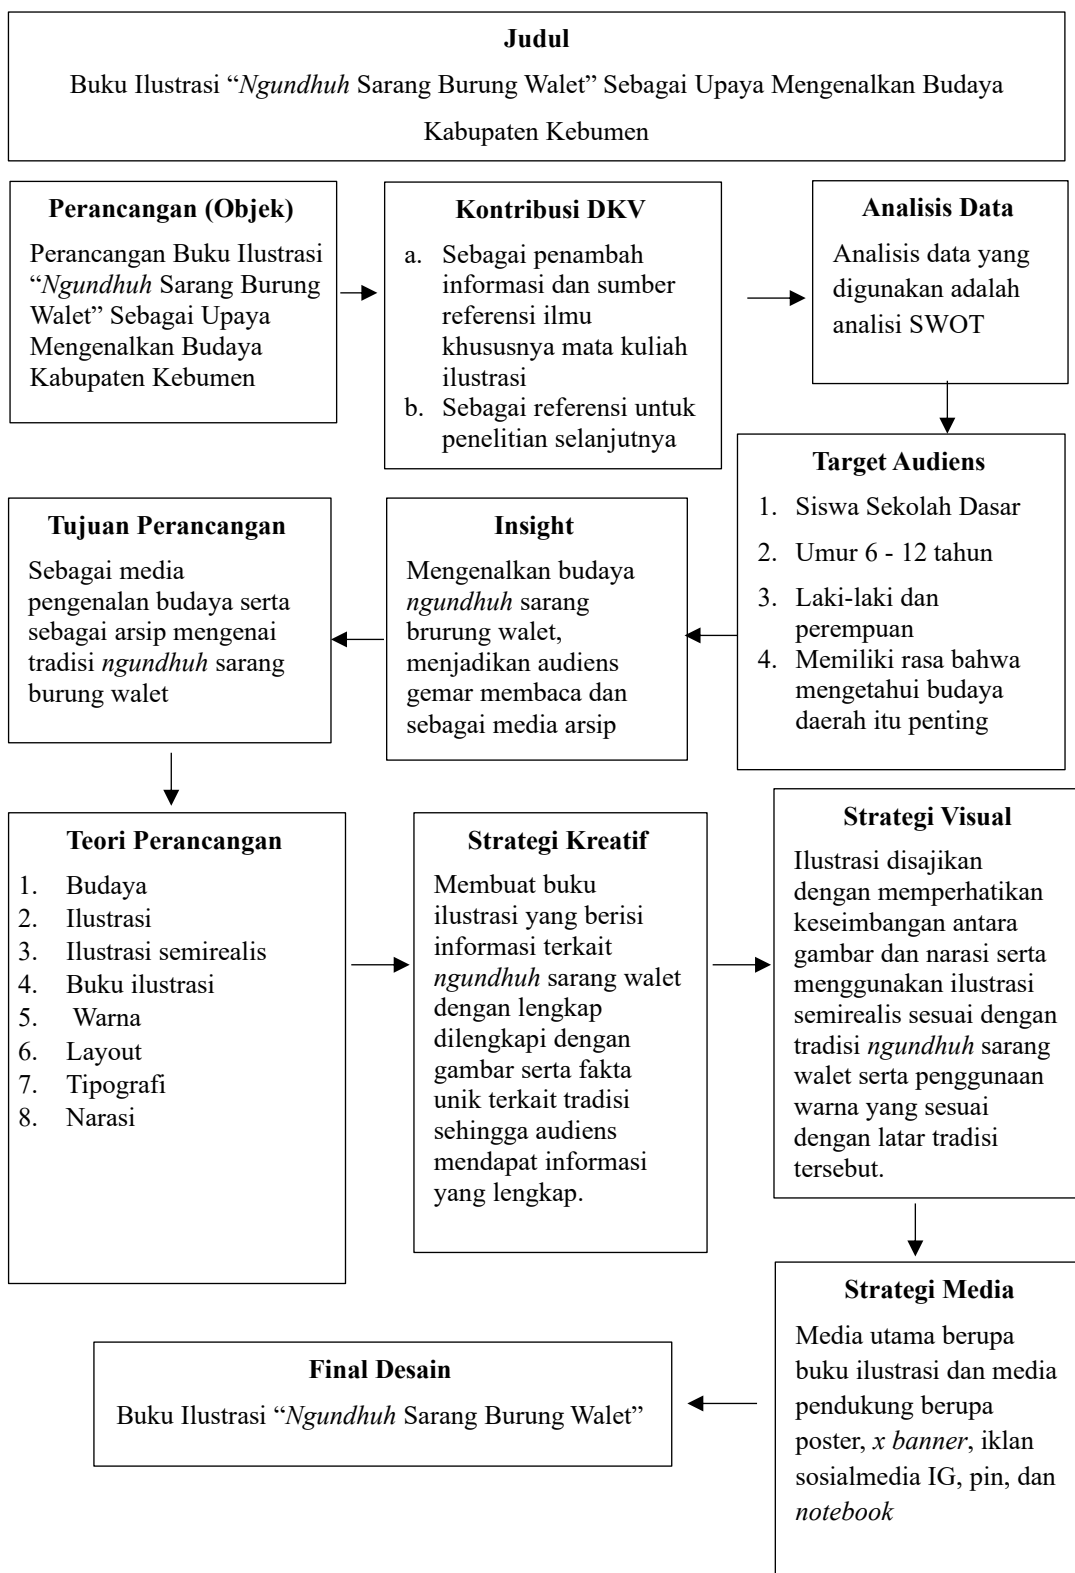 Judul
Buku Ilustrasi “Ngundhuh Sarang Burung Walet” Sebagai Upaya Mengenalkan Budaya
Kabupaten Kebumen
Perancangan (Objek)
Perancangan Buku Ilustrasi
“Ngundhuh Sarang Burung
Walet” Sebagai Upaya
Mengenalkan Budaya
Kabupaten Kebumen
Kontribusi DKV
a. Sebagai penambah
informasi dan sumber
referensi ilmu
khususnya mata kuliah
ilustrasi
b. Sebagai referensi untuk
penelitian selanjutnya
Analisis Data
Analisis data yang
digunakan adalah
analisi SWOT
Target Audiens
1. Siswa Sekolah Dasar
2. Umur 6 - 12 tahun
3. Laki-laki dan
perempuan
4. Memiliki rasa bahwa
mengetahui budaya
daerah itu penting
Insight
Mengenalkan budaya
ngundhuh sarang
brurung walet,
menjadikan audiens
gemar membaca dan
sebagai media arsip
Tujuan Perancangan
Sebagai media
pengenalan budaya serta
sebagai arsip mengenai
tradisi ngundhuh sarang
burung walet
Teori Perancangan
1. Budaya
2. Ilustrasi
3. Ilustrasi semirealis
4. Buku ilustrasi
5. Warna
6. Layout
7. Tipografi
8. Narasi
Strategi Kreatif
Membuat buku
ilustrasi yang berisi
informasi terkait
ngundhuh sarang walet
dengan lengkap
dilengkapi dengan
gambar serta fakta
unik terkait tradisi
sehingga audiens
mendapat informasi
yang lengkap.
Strategi Visual
Ilustrasi disajikan
dengan memperhatikan
keseimbangan antara
gambar dan narasi serta
menggunakan ilustrasi
semirealis sesuai dengan
tradisi ngundhuh sarang
walet serta penggunaan
warna yang sesuai
dengan latar tradisi
tersebut.
Strategi Media
Media utama berupa
buku ilustrasi dan media
pendukung berupa
poster, x banner, iklan
sosialmedia IG, pin, dan
notebook
Final Desain
Buku Ilustrasi “Ngundhuh Sarang Burung Walet”